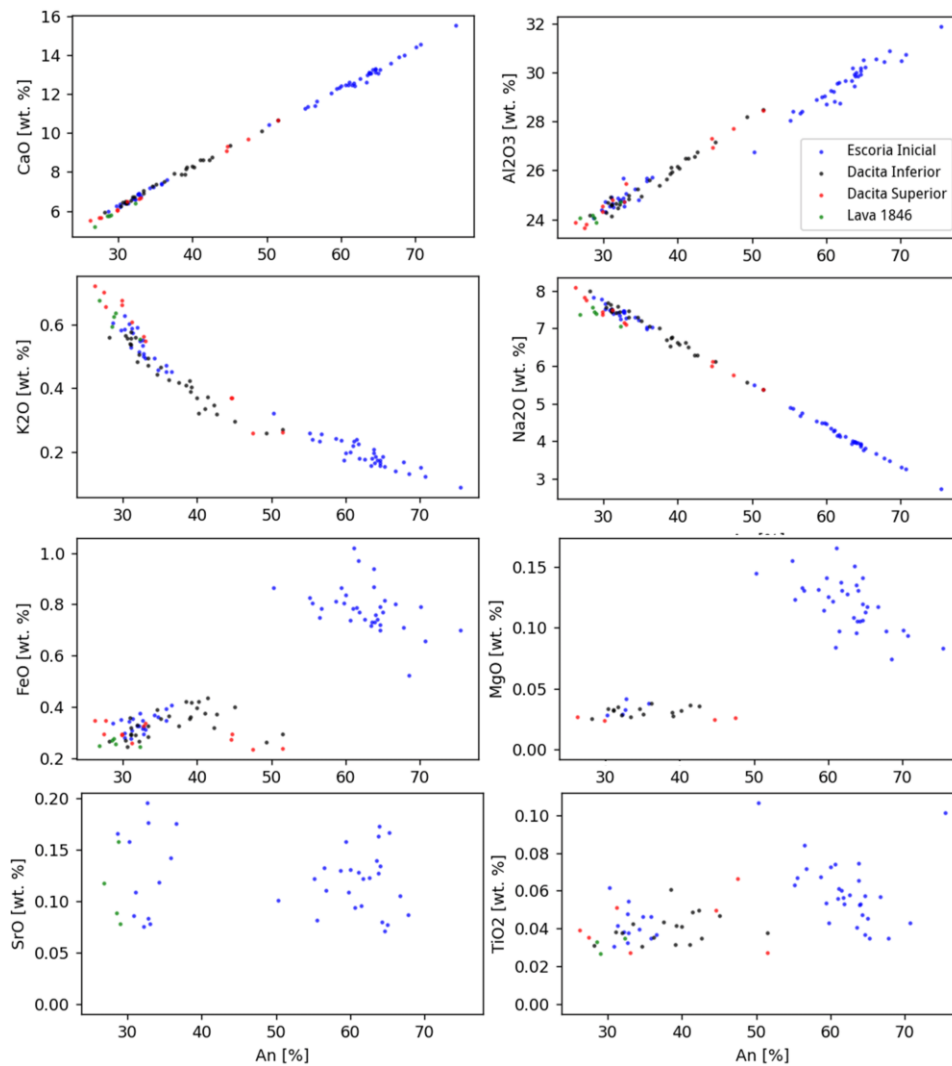 16
14
12
10
8
6
CaO [wt. %]
30 40 50 60 70
32
30
28
26
24
Al2O3 [wt. %]
Escoria Inicial
Dacita Inferior
Dacita Superior
Lava 1846
30 40 50 60 70
0.6
0.4
0.2
K2O [wt. %]
30 40 50 60 70
8
7
6
5
4
3
Na2O [wt. %]
30 40 50 60 70
1.0
0.8
0.6
0.4
0.2
FeO [wt. %]
30 40 50 60 70
0.15
0.10
0.05
0.00
MgO [wt. %]
30 40 50 60 70
0.20
0.15
0.10
0.05
0.00
SrO [wt. %]
30 40 50 60 70
An [%]
0.10
0.08
0.06
0.04
0.02
0.00
TiO2 [wt. %]
30 40 50 60 70
An [%]